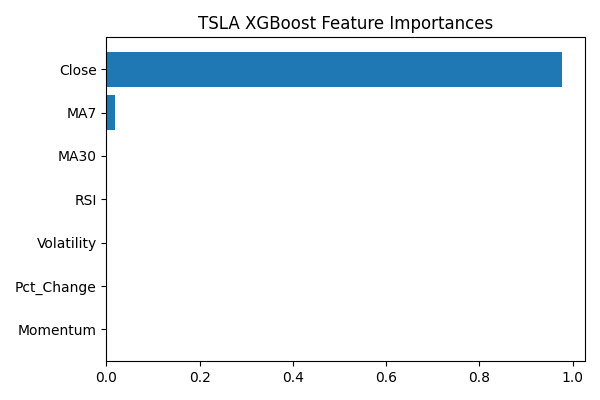 TSLA XGBoost Feature Importances
Close
MA7
MA30
RSI
Volatility
Pct_Change
Momentum
0.0 0.2 0.4 0.6 0.8 1.0